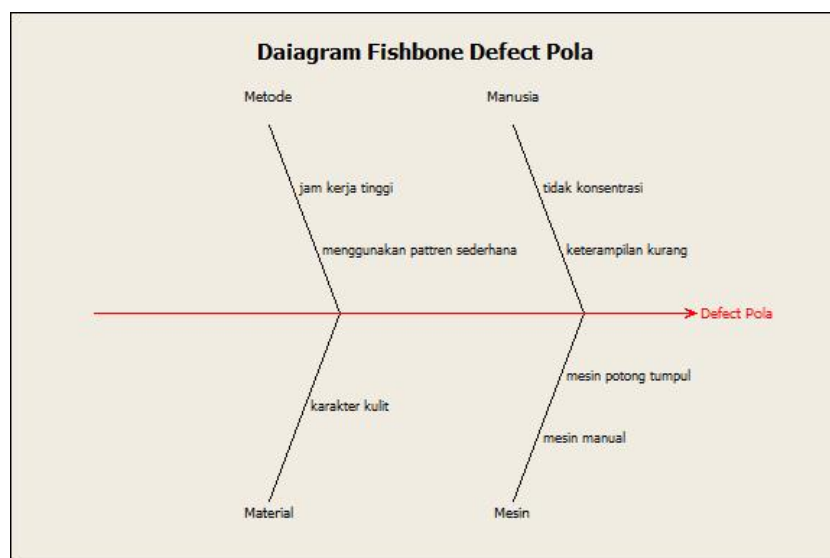 Daiagram Fishbone Defect Pola
Metode
Manusia
jam kerja tinggi
tidak konsentrasi
menggunakan pattren sederhana
keterampilan kurang
Defect Pola
mesin potong tumpul
karakter kulit
mesin manual
Material
Mesin